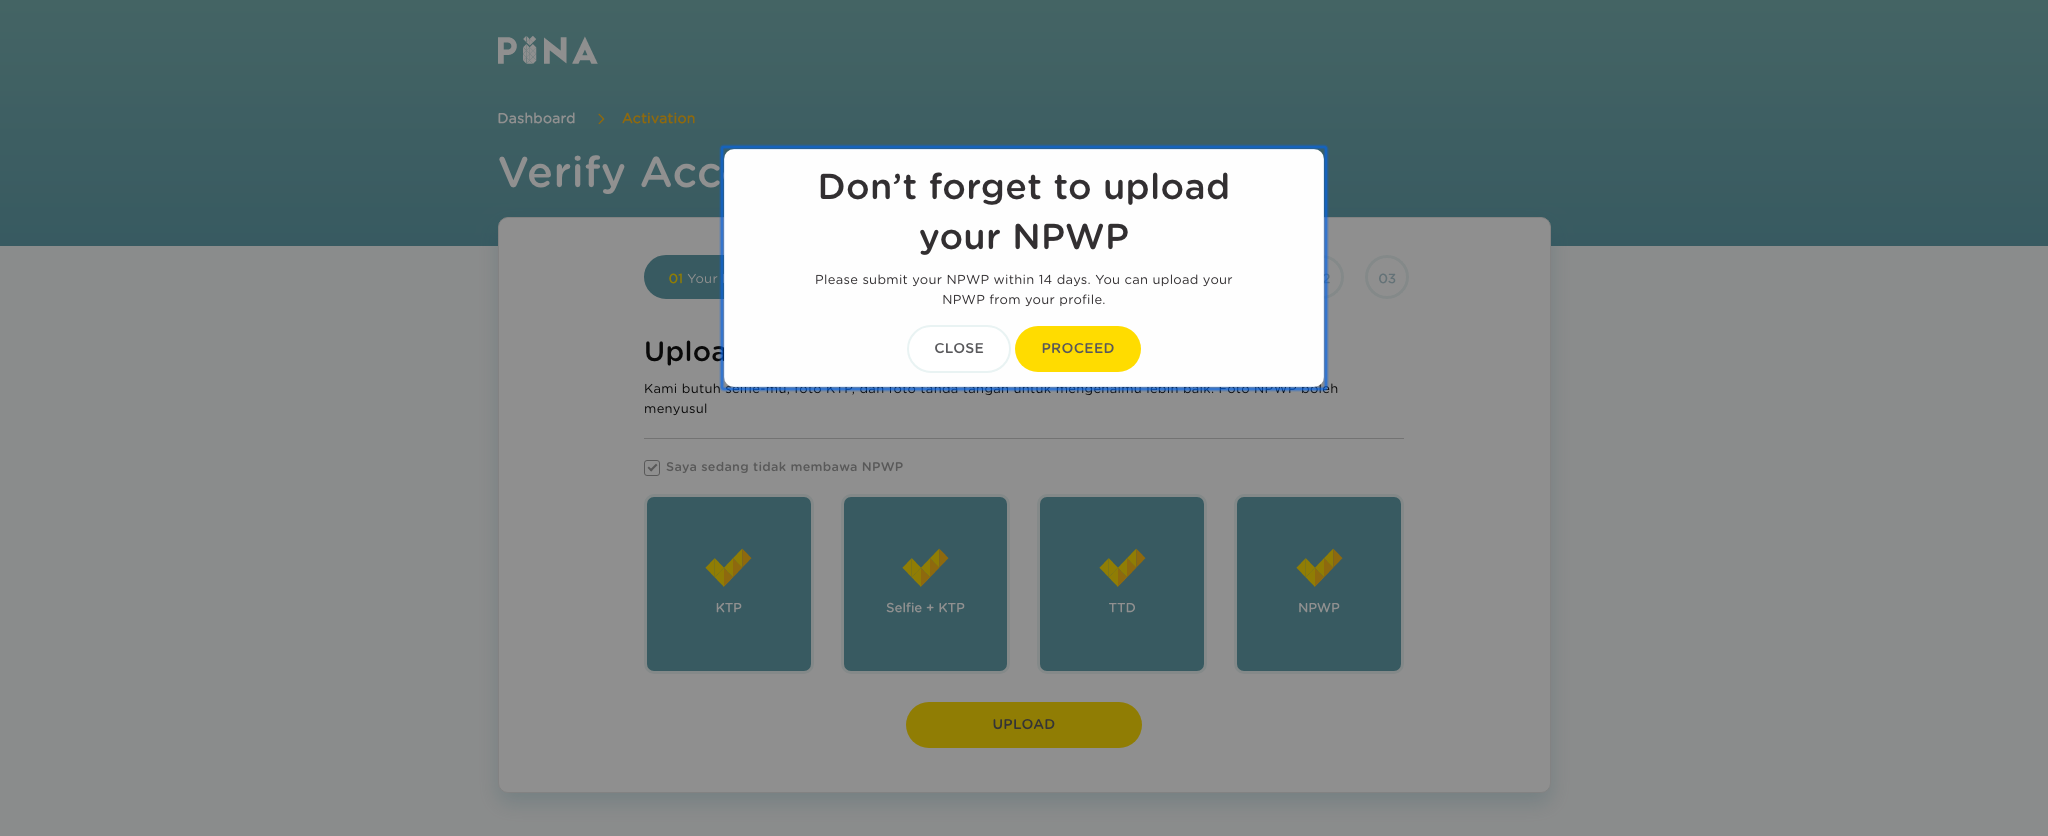 PINA
Dashboard > Activation
Verify Acc
Don’t forget to upload
your NPWP
Please submit your NPWP within 14 days. You can upload your
NPWP from your profile.
CLOSE PROCEED
01 Your
2 03
Uploa
Kami butuh selfie-mu, foto KTP, dan foto tanda tangan untuk mengenalmu lebih baik. Foto NPWP boleh
menyusul
Saya sedang tidak membawa NPWP
KTP
Selfie + KTP
TTD
NPWP
UPLOAD